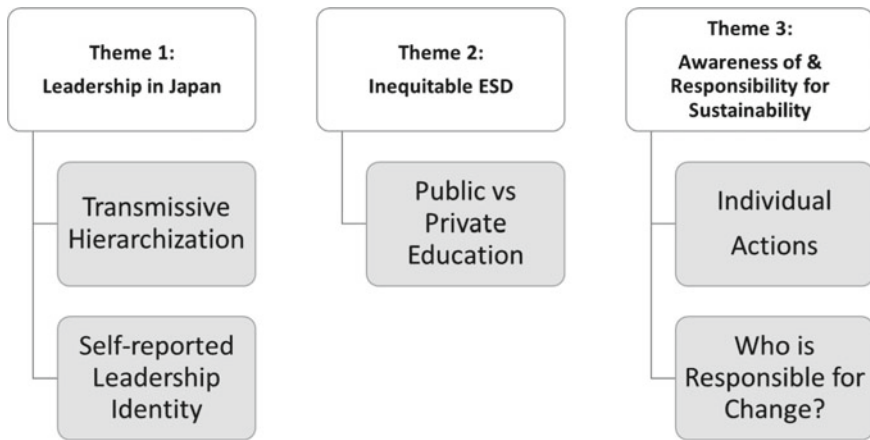 Theme 1:
Leadership in Japan
Transmissive
Hierarchization
Self-reported
Leadership
Identity
Theme 2:
Inequitable ESD
Public vs
Private
Education
Theme 3:
Awareness of &
Responsibility for
Sustainability
Individual
Actions
Who is
Responsible for
Change?